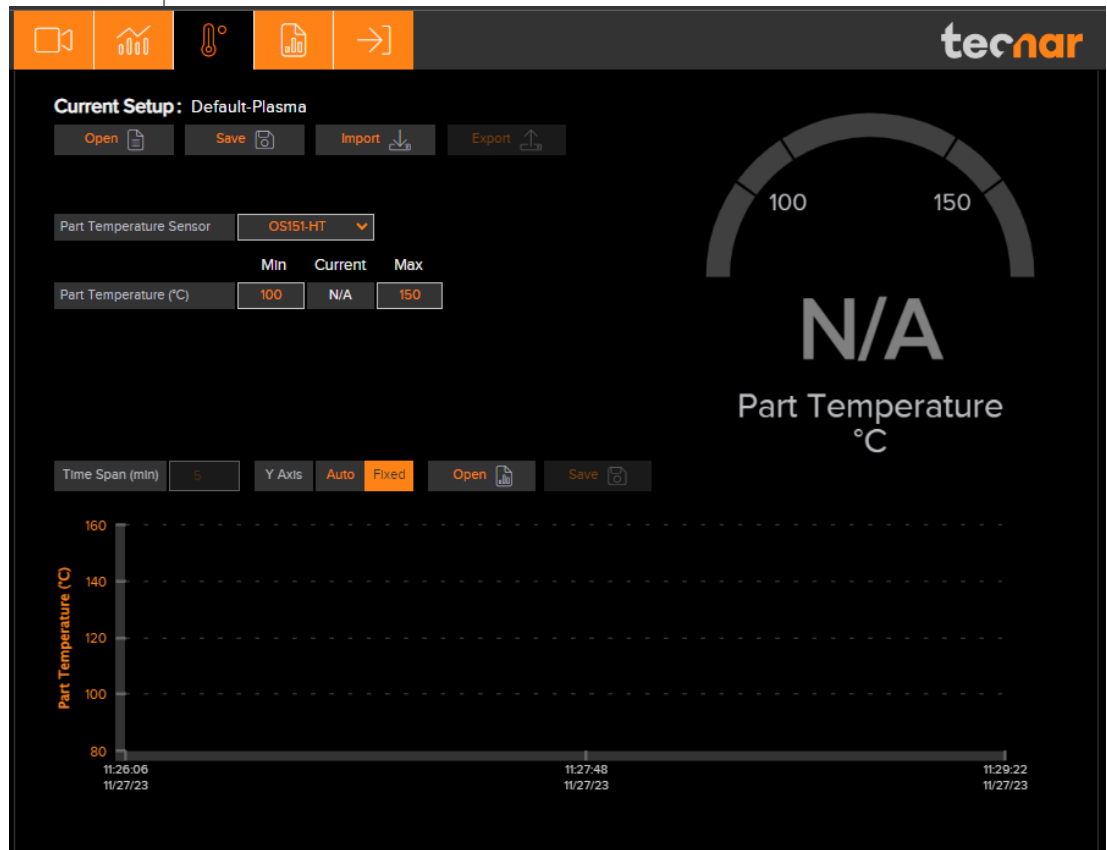 tecnar
Current Setup: Default-Plasma
Open Save Import Export
100 150
Part Temperature Sensor OS151-HT
Min Current Max
Part Temperature (°C) 100 N/A 150
N/A
Part Temperature
°C
Time Span (min) 5 Y Axis Auto Fixed Open Save
Part Temperature (°C)
160
140
120
100
80
11:26:06 11:27:48 11:29:22
11/27/23 11/27/23 11/27/23